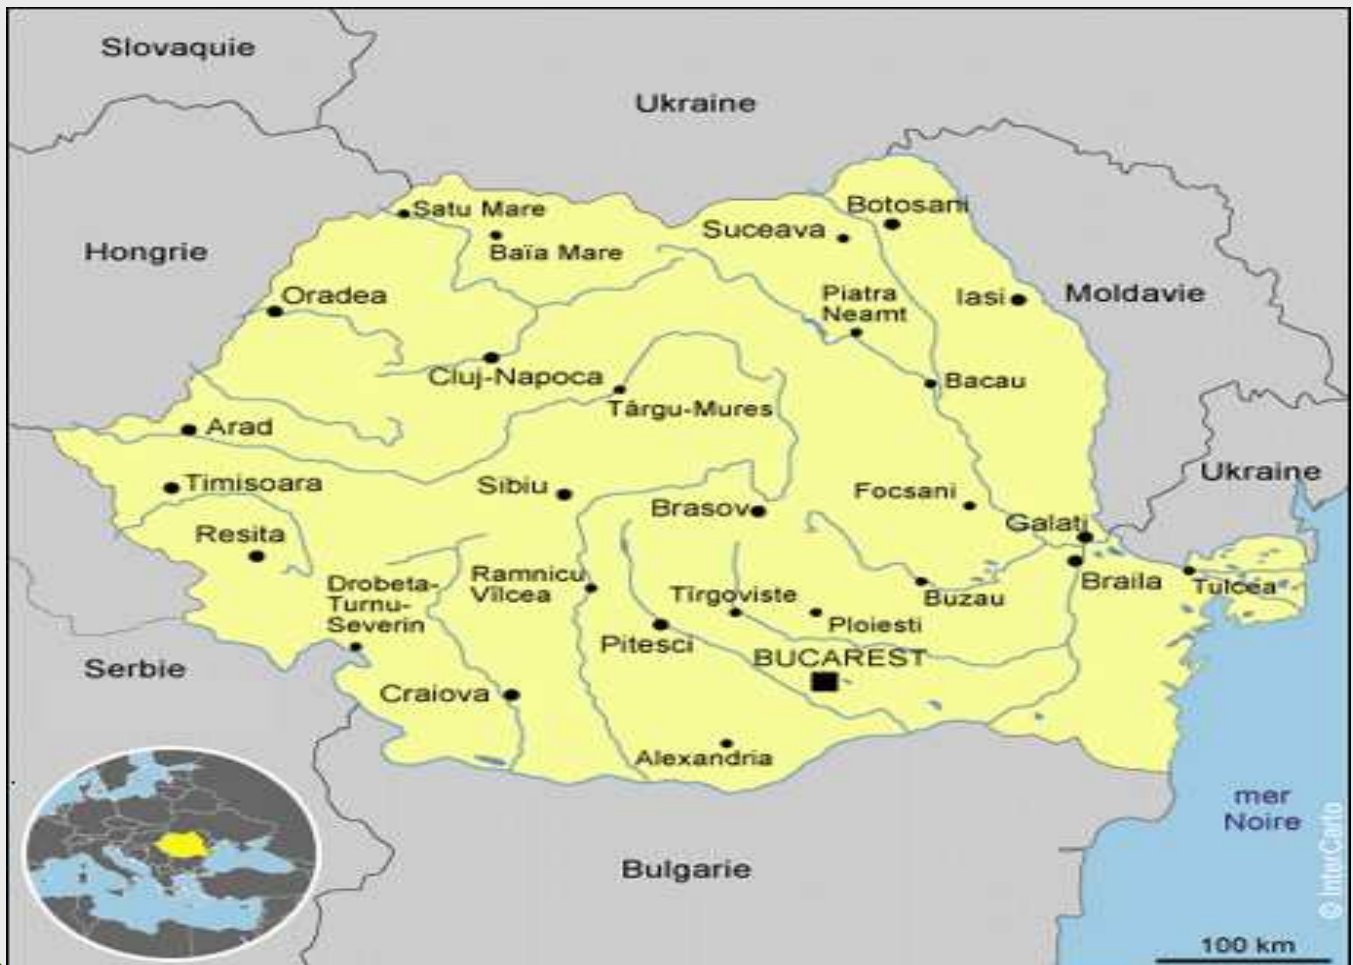 Slovaquie
Ukraine
Hongrie
Satu Mare
Baïa Mare
Suceava
Botosani
Oradea
Piatra
Neamt
Iasi
Moldavie
Cluj-Napoca
Bacau
Târgu-Mures
Arad
Timisoara
Sibiu
Brasov
Focsani
Ukraine
Galati
Resita
Drobeta-
Turnu-
Severin
Ramnicu
Vîlcea
Tîrgoviste
Buzau
Braila
Tulcea
Pitesci
Ploiesti
BUCAREST
Serbie
Craiova
Alexandria
mer
Noire
Bulgarie
© InterCarto
100 km